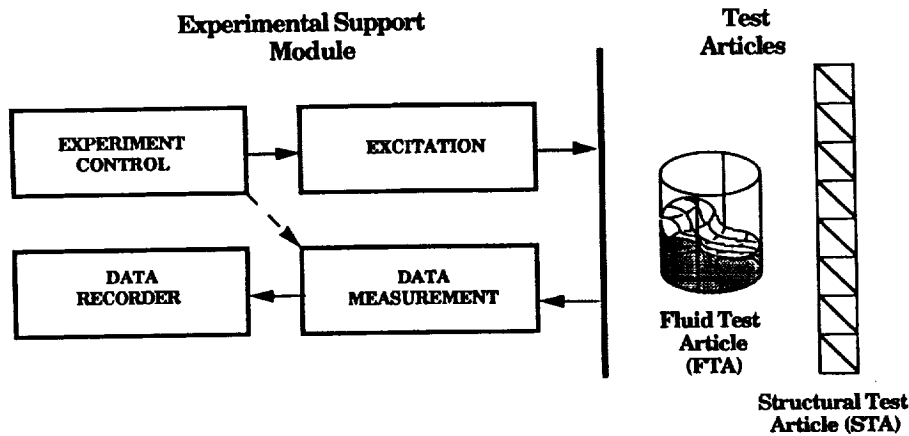 Experimental Support
Module
Test
Articles
EXPERIMENT
CONTROL
EXCITATION
DATA
RECORDER
DATA
MEASUREMENT
Fluid Test
Article
(FTA)
Structural Test
Article (STA)